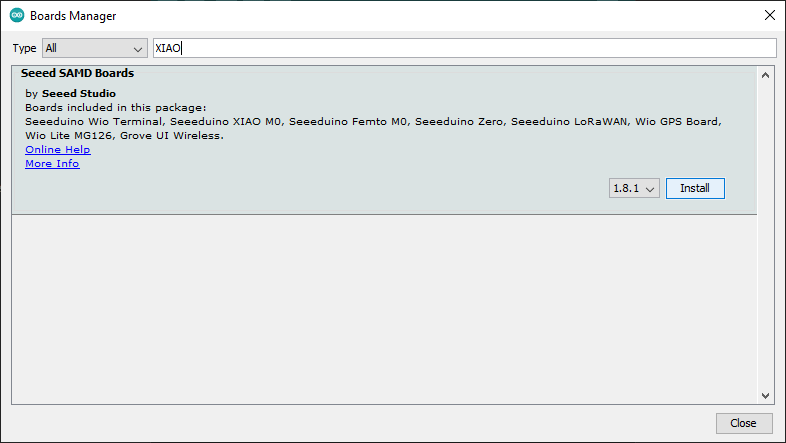 Boards Manager
Type All XIAO
Seeed SAMD Boards
by Seeed Studio
Boards included in this package:
Seeeduino Wio Terminal, Seeeduino XIAO M0, Seeeduino Femto M0, Seeeduino Zero, Seeeduino LoRaWAN, Wio GPS Board,
Wio Lite MG126, Grove UI Wireless.
Online Help
More Info
1.8.1 Install
Close